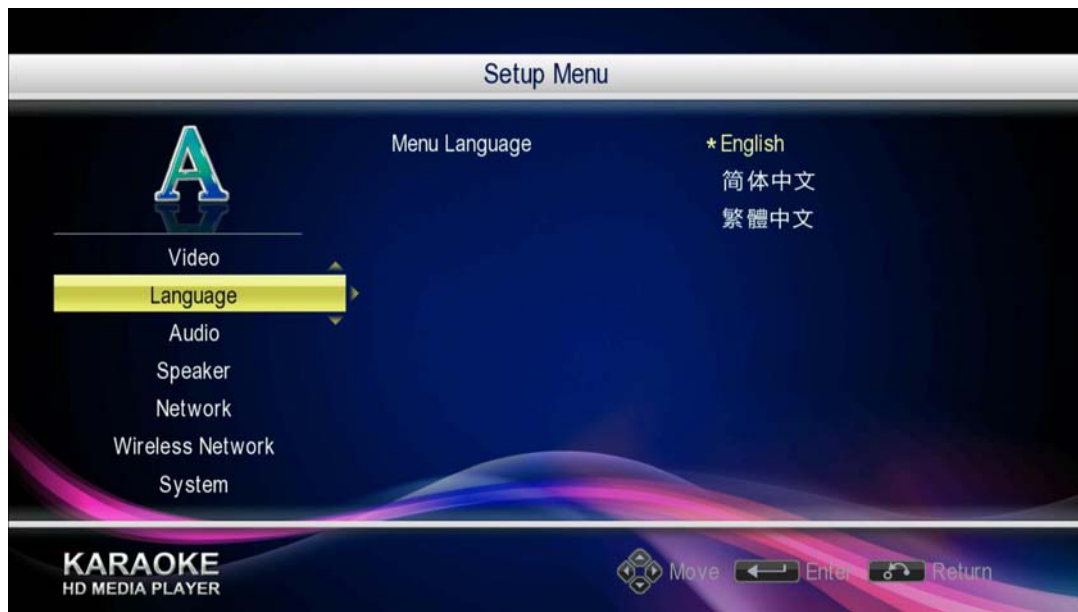 Setup Menu
A
Menu Language
* English
简体中文
繁體中文
Video
Language
Audio
Speaker
Network
Wireless Network
System
KARAOKE
HD MEDIA PLAYER
Move
Enter
Return